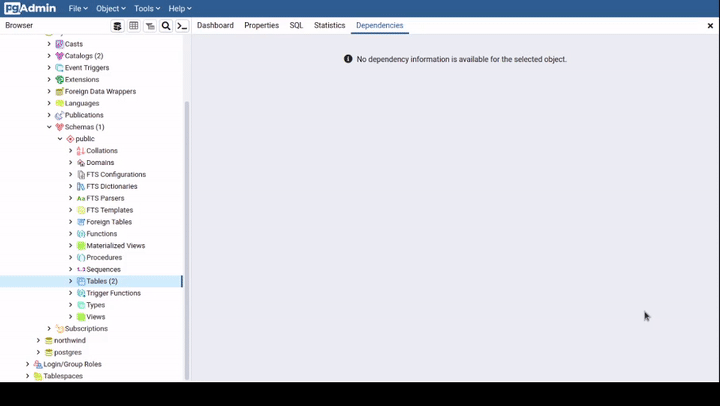 pgAdmin File Object Tools Help
Browser Dashboard Properties SQL Statistics Dependencies
Casts
Catalogs (2)
Event Triggers
Extensions
Foreign Data Wrappers
Languages
Publications
Schemas (1)
public
Collations
Domains
FTS Configurations
FTS Dictionaries
FTS Parsers
FTS Templates
Foreign Tables
Functions
Materialized Views
Procedures
Sequences
Tables (2)
Trigger Functions
Types
Views
Subscriptions
northwind
postgres
Login/Group Roles
Tablespaces
No dependency information is available for the selected object.